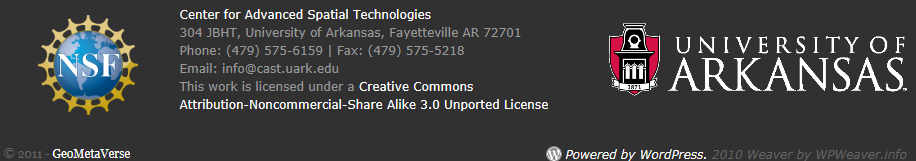 NSF
Center for Advanced Spatial Technologies
304 JBHT, University of Arkansas, Fayetteville AR 72701
Phone: (479) 575-6159 | Fax: (479) 575-5218
Email: info@cast.uark.edu
This work is licensed under a Creative Commons
Attribution-Noncommercial-Share Alike 3.0 Unported License
1871
UNIVERSITY OF
ARKANSAS
© 2011 - GeoMetaVerse
Powered by WordPress. 2010 Weaver by WPWeaver.info